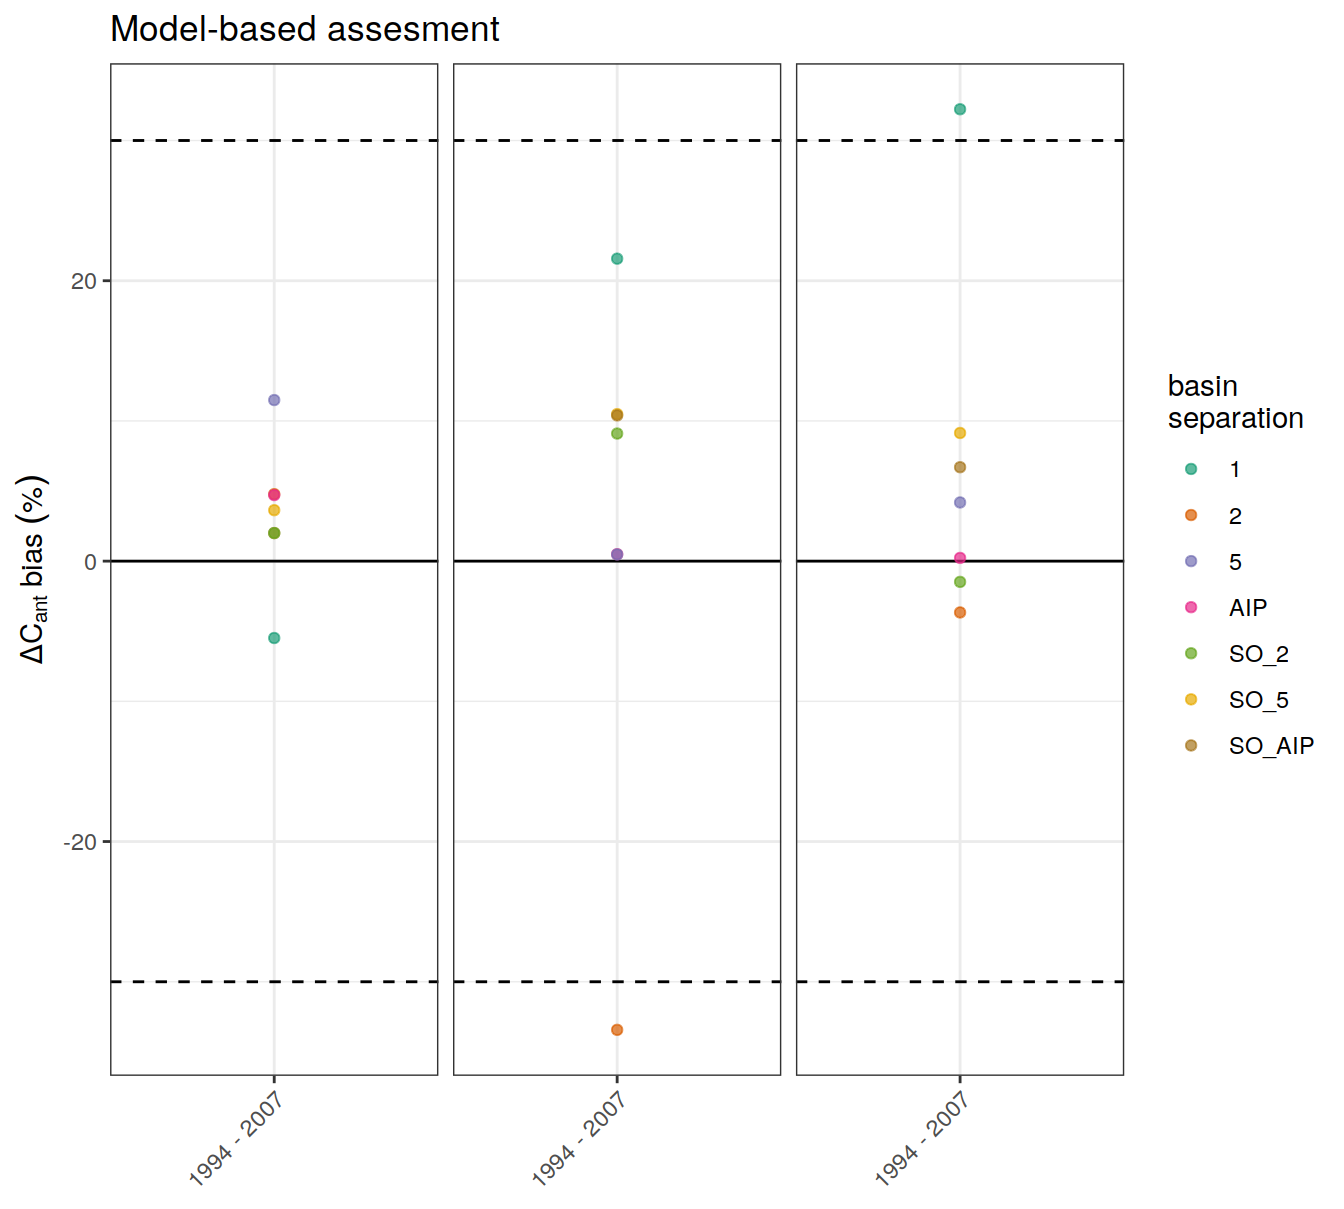 Model-based assesment
ΔCant bias (%)
20
0
-20
1994 - 2007
1994 - 2007
1994 - 2007
basin
separation
1
2
5
AIP
SO_2
SO_5
SO_AIP